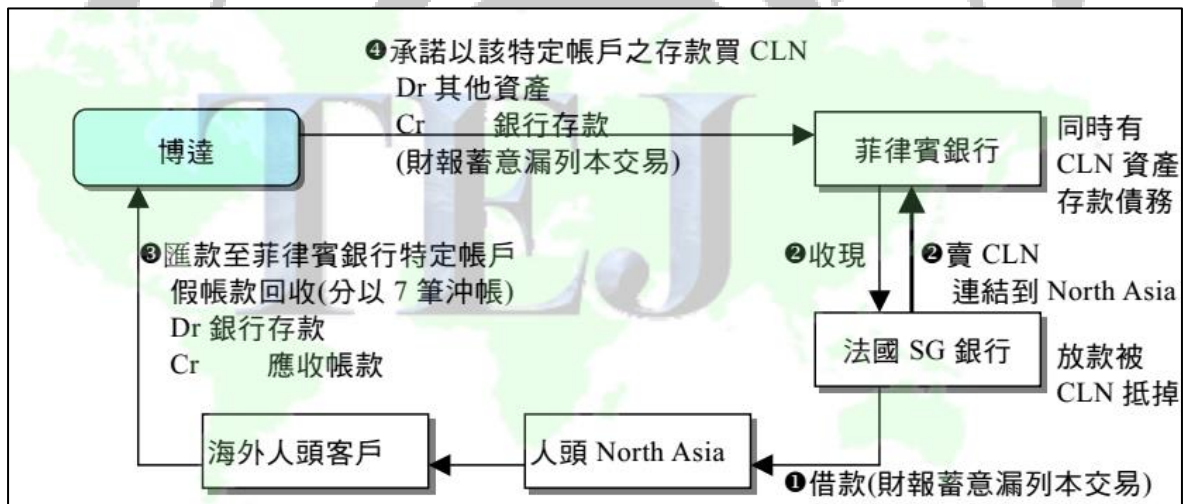 ❹承諾以該特定帳戶之存款買 CLN
Dr 其他資產
Cr 銀行存款
(財報蓄意漏列本交易)
博達
菲律賓銀行
同時有
CLN 資產
存款債務
❸匯款至菲律賓銀行特定帳戶
假帳款回收(分以 7 筆沖帳)
Dr 銀行存款
Cr 應收帳款
❷收現
❷賣 CLN
連結到 North Asia
法國 SG 銀行
放款被
CLN 抵掉
海外人頭客戶
人頭 North Asia
❶借款(財報蓄意漏列本交易)
TEJ